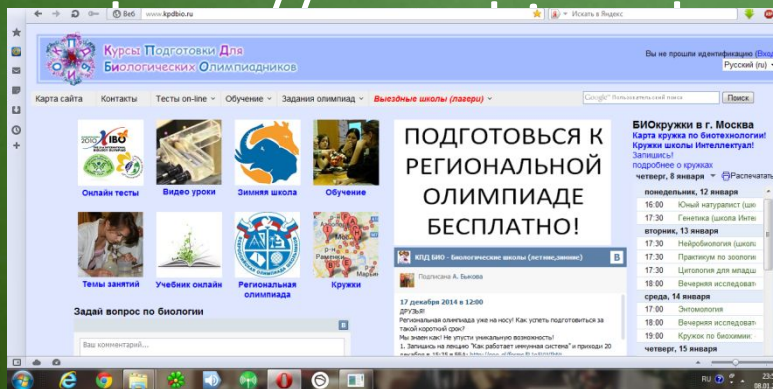 Веб www.kpdbio.ru
Искать в Яндекс
Курсы Подготовки Для
Биологических Олимпиадников
Вы не прошли идентификацию (Вход
Русский (ru)
Карта сайта Контакты Тесты on-line Обучение Задания олимпиад Выездные школы (лагери)
Поиск
2010 IBO
Онлайн тесты Видео уроки Зимняя школа Обучение
Темы занятий Учебник онлайн Региональная олимпиада Кружки
Задай вопрос по биологии
Ваш комментарий...
ПОДГОТОВЬСЯ К
РЕГИОНАЛЬНОЙ
ОЛИМПИАДЕ
БЕСПЛАТНО!
КПД БИО - Биологические школы (летние,зимние) В
Подписана А. Быкова
17 декабря 2014 в 12:00
ДРУЗЬЯ!
Региональная олимпиада уже на носу! Как успеть подготовиться за
такой короткий срок?
Мы знаем как! Не упусти уникальную возможность!
1. Запишись на лекцию "Как работает иммунная система" и приходи 20
БИОкружки в г. Москва
Карта кружка по биотехнологии!
Кружки школы Интеллектуал!
Запишись!
подробнее о кружках
четверг, 8 января Распечатать
понедельник, 12 января
16:00 Юный натуралист
17:30 Генетика (школа
вторник, 13 января
17:30 Нейробиология
17:30 Практикум по
17:30 Цитология для
18:00 Вечерняя
среда, 14 января
17:00 Энтомология
18:00 Вечерняя
19:00 Кружок по биохимии:
четверг, 15 января
RU